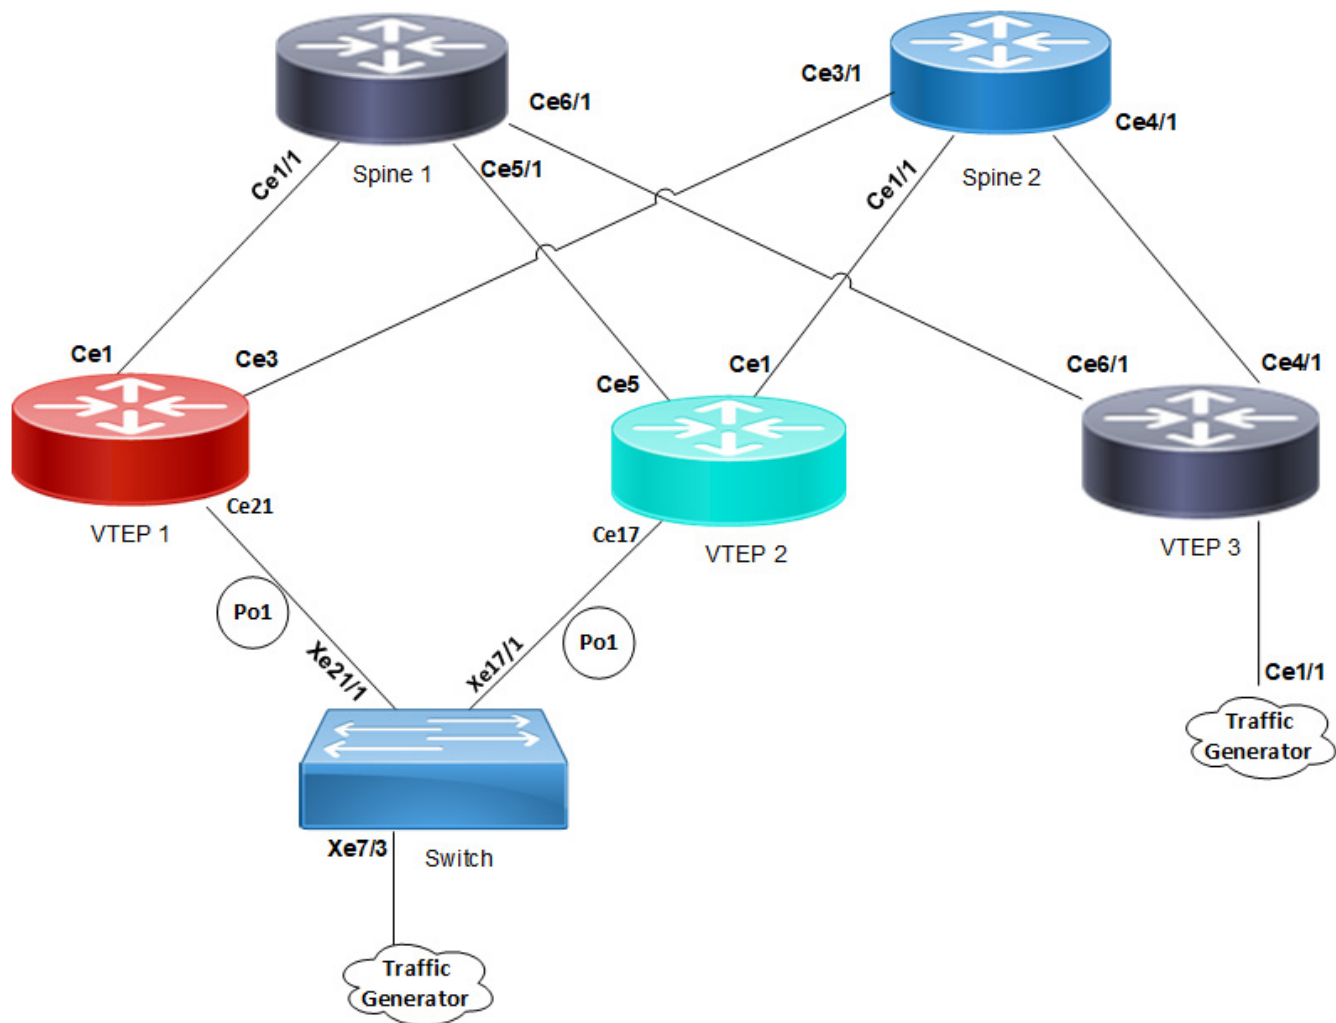 Ce3/1
Ce6/1
Ce4/1
Ce1/1
Spine 1
Ce5/1
Ce1/1
Spine 2
Ce1
Ce3
Ce5
Ce1
Ce6/1
Ce4/1
Ce21
VTEP 1
Ce17
VTEP 2
VTEP 3
Po1
Po1
Xe21/1
Xe17/1
Ce1/1
Traffic
Generator
Xe7/3
Switch
Traffic
Generator